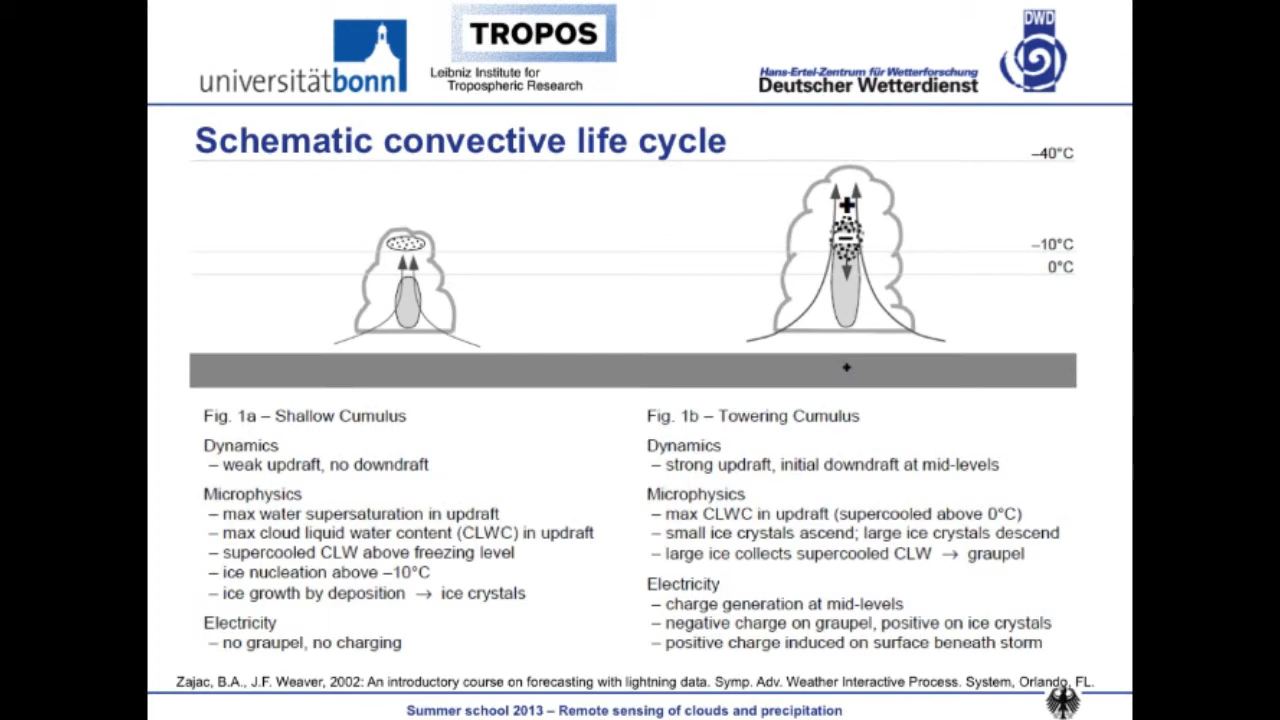 universitätbonn
TROPOS
Leibniz Institute for
Tropospheric Research
Hans-Ertel-Zentrum für Wetterforschung
Deutscher Wetterdienst
DWD
Schematic convective life cycle
–40°C
–10°C
0°C
+
–
+
Fig. 1a – Shallow Cumulus
Dynamics
– weak updraft, no downdraft
Microphysics
– max water supersaturation in updraft
– max cloud liquid water content (CLWC) in updraft
– supercooled CLW above freezing level
– ice nucleation above –10°C
– ice growth by deposition → ice crystals
Electricity
– no graupel, no charging
Fig. 1b – Towering Cumulus
Dynamics
– strong updraft, initial downdraft at mid-levels
Microphysics
– max CLWC in updraft (supercooled above 0°C)
– small ice crystals ascend; large ice crystals descend
– large ice collects supercooled CLW → graupel
Electricity
– charge generation at mid-levels
– negative charge on graupel, positive on ice crystals
– positive charge induced on surface beneath storm
Zajac, B.A., J.F. Weaver, 2002: An introductory course on forecasting with lightning data. Symp. Adv. Weather Interactive Process. System, Orlando, FL.
Summer school 2013 – Remote sensing of clouds and precipitation